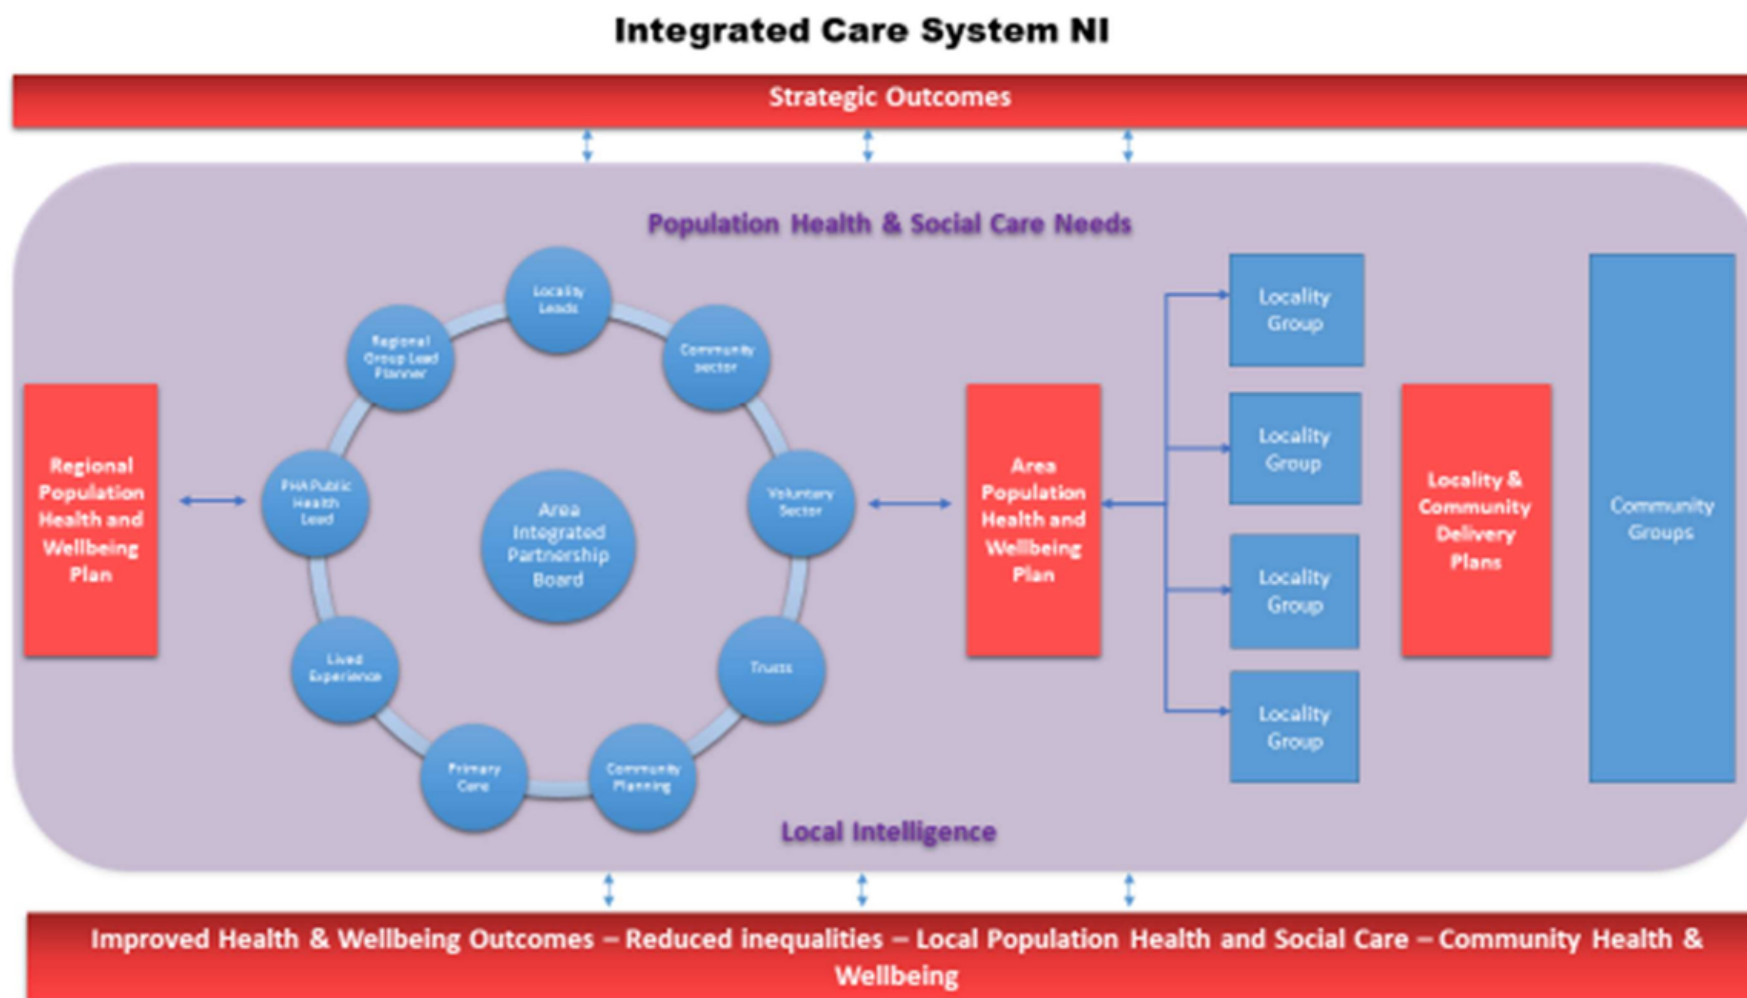 Integrated Care System NI
Strategic Outcomes
Population Health & Social Care Needs
Locality
Leads
Regional
Group Lead
Planner
Community
sector
PHA Public
Health
Lead
Voluntary
Sector
Area
Integrated
Partnership
Board
Lived
Experience
Trusts
Primary
Care
Community
Planning
Regional
Population
Health and
Wellbeing
Plan
Area
Population
Health and
Wellbeing
Plan
Locality
Group
Locality
Group
Locality
Group
Locality
Group
Locality &
Community
Delivery
Plans
Community
Groups
Local Intelligence
Improved Health & Wellbeing Outcomes – Reduced inequalities – Local Population Health and Social Care – Community Health &
Wellbeing